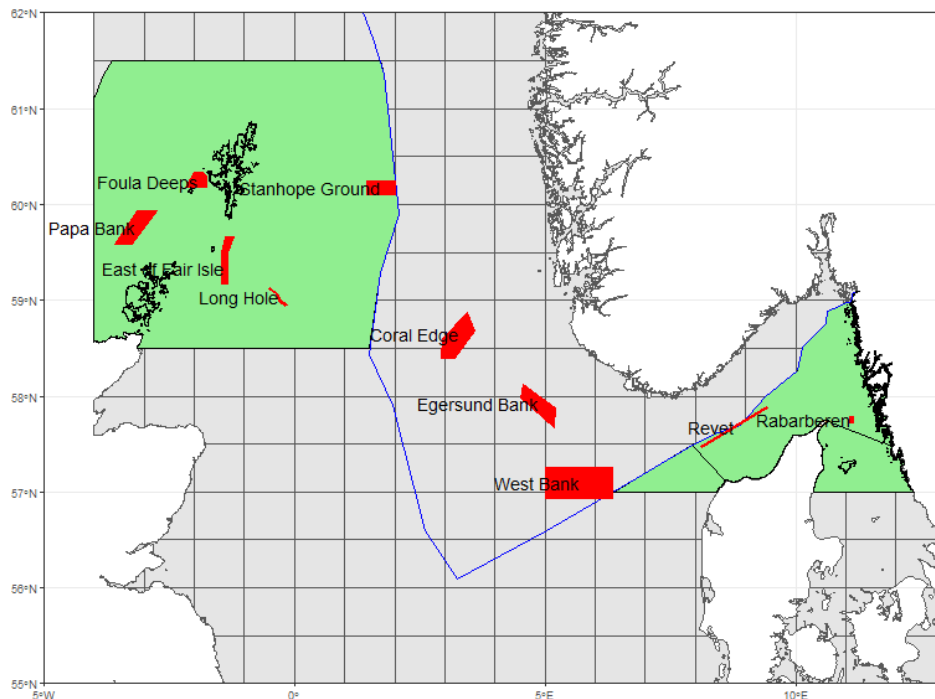 62°N
61°N
Foula Deeps
Stanhope Ground
60°N
Papa Bank
East of Fair Isle
59°N
Long Hole
Coral Edge
58°N
Egersund Bank
Revet
Rabarberen
West Bank
57°N
56°N
55°N
5°W
0°
5°E
10°E